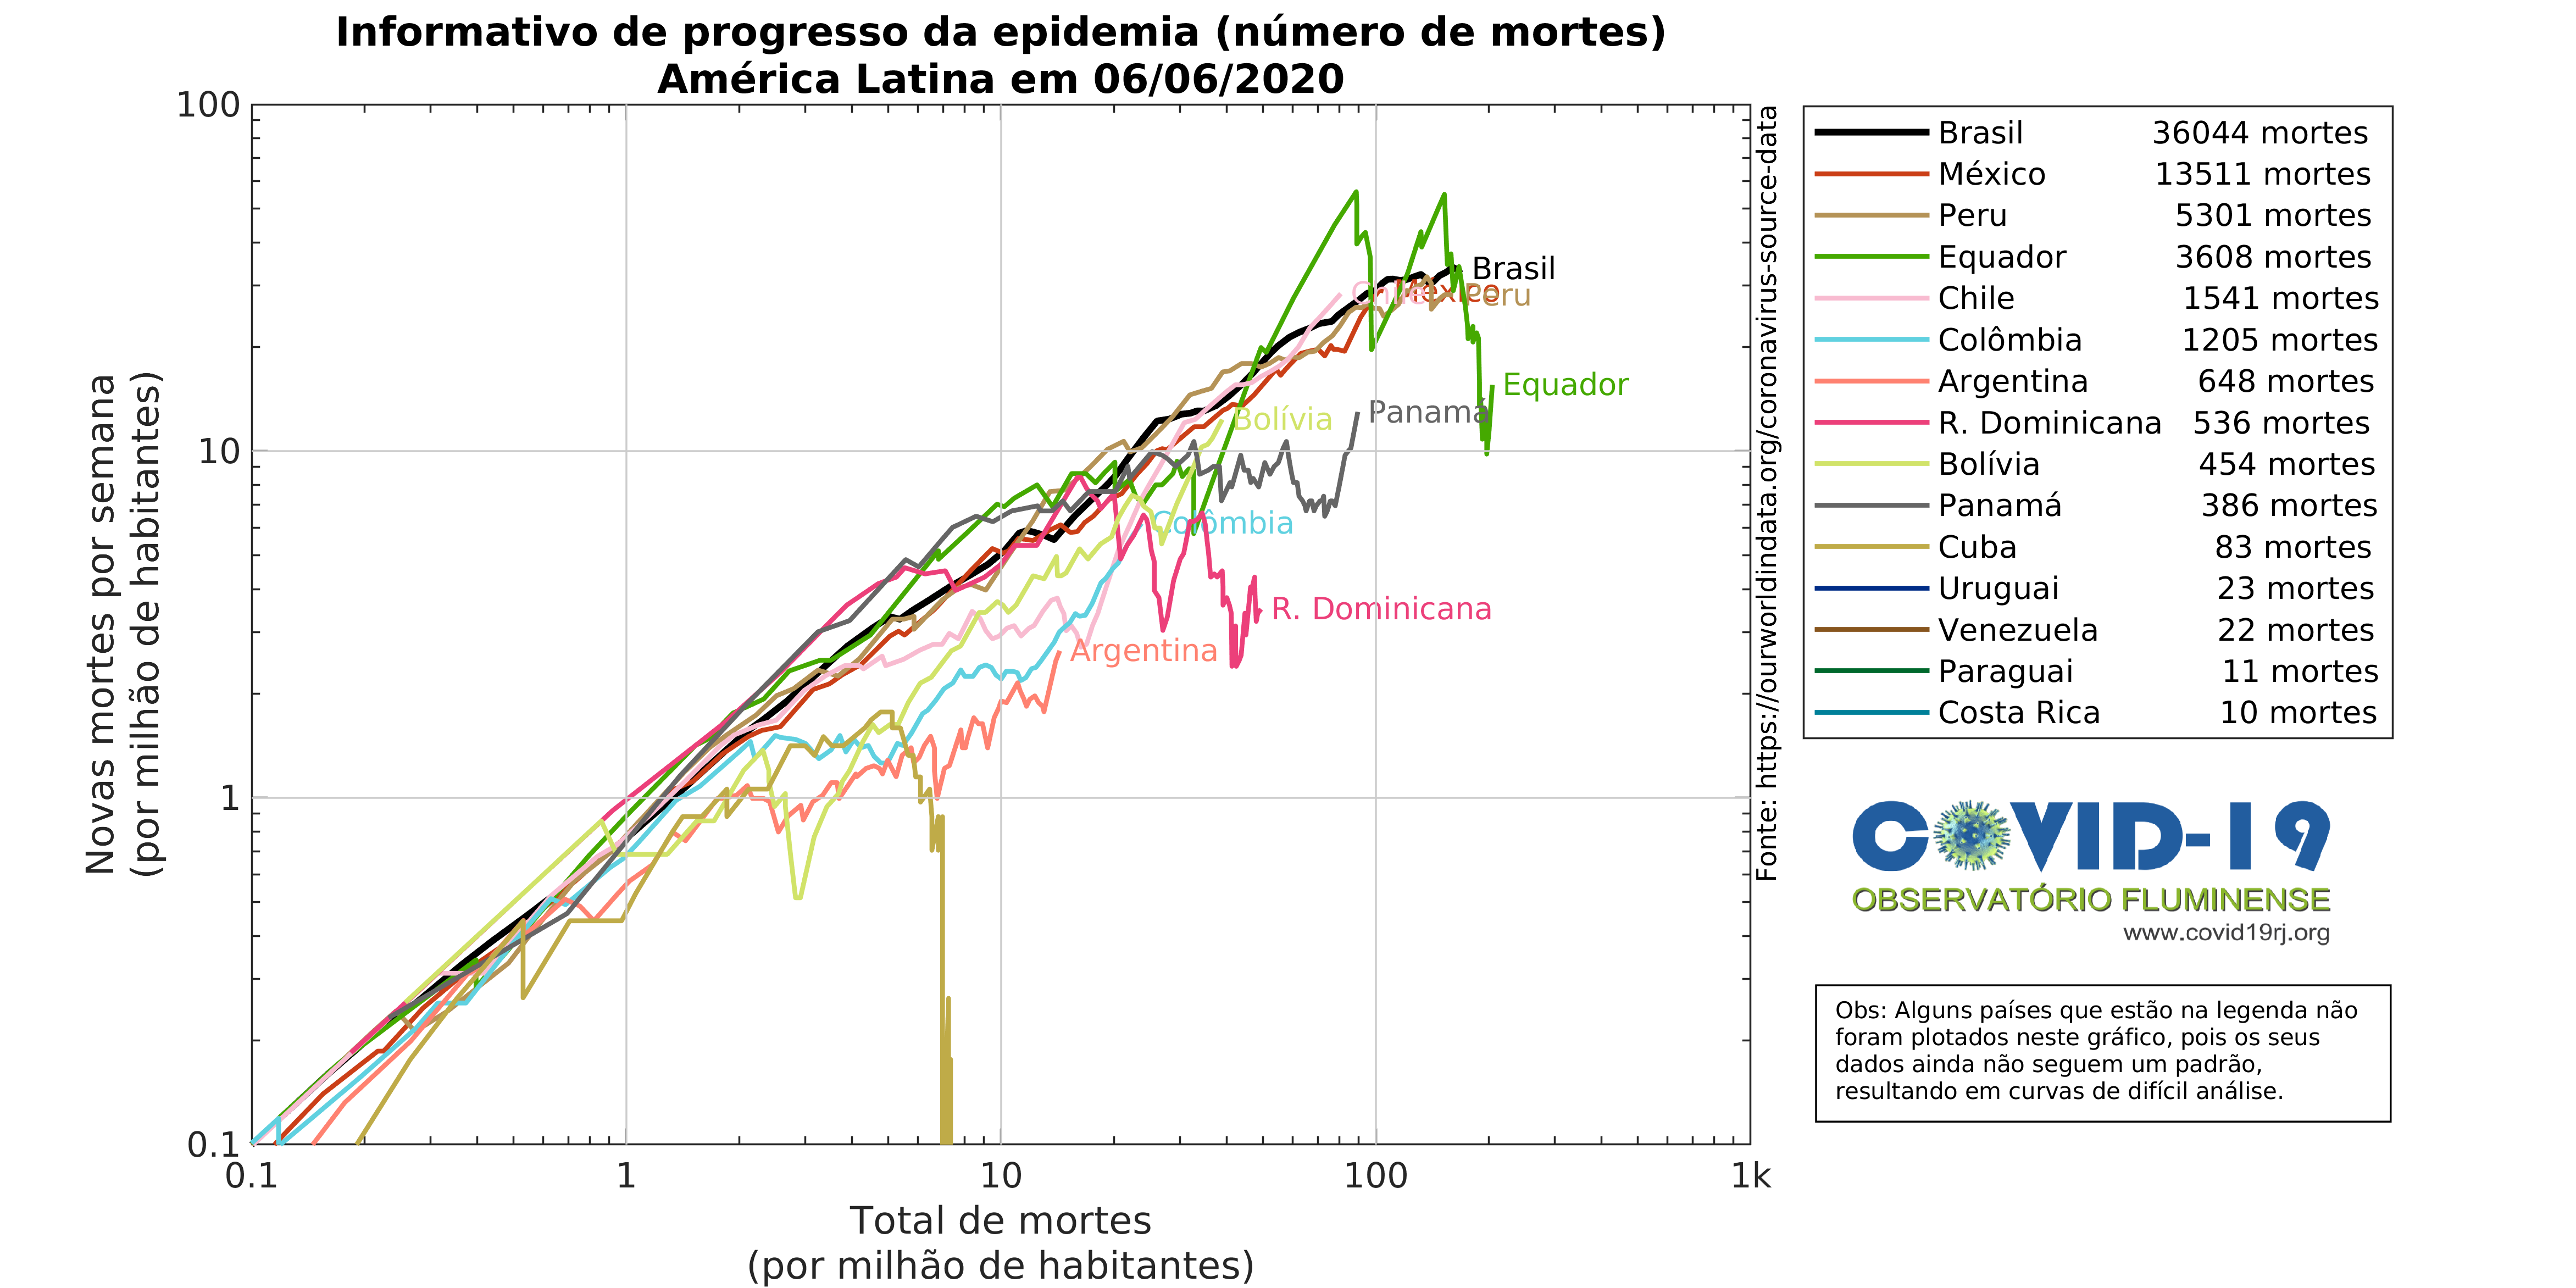 Informativo de progresso da epidemia (número de mortes)
América Latina em 06/06/2020
Novas mortes por semana
(por milhão de habitantes)
100
10
1
0.1
0.1
1
10
100
1k
Total de mortes
(por milhão de habitantes)
Brasil
Chile
México
Peru
Equador
Panamá
Bolívia
Colômbia
R. Dominicana
Argentina
Fonte: https://ourworldindata.org/coronavirus-source-data
Brasil 36044 mortes
México 13511 mortes
Peru 5301 mortes
Equador 3608 mortes
Chile 1541 mortes
Colômbia 1205 mortes
Argentina 648 mortes
R. Dominicana 536 mortes
Bolívia 454 mortes
Panamá 386 mortes
Cuba 83 mortes
Uruguai 23 mortes
Venezuela 22 mortes
Paraguai 11 mortes
Costa Rica 10 mortes
COVID-19
OBSERVATÓRIO FLUMINENSE
www.covid19rj.org
Obs: Alguns países que estão na legenda não
foram plotados neste gráfico, pois os seus
dados ainda não seguem um padrão,
resultando em curvas de difícil análise.